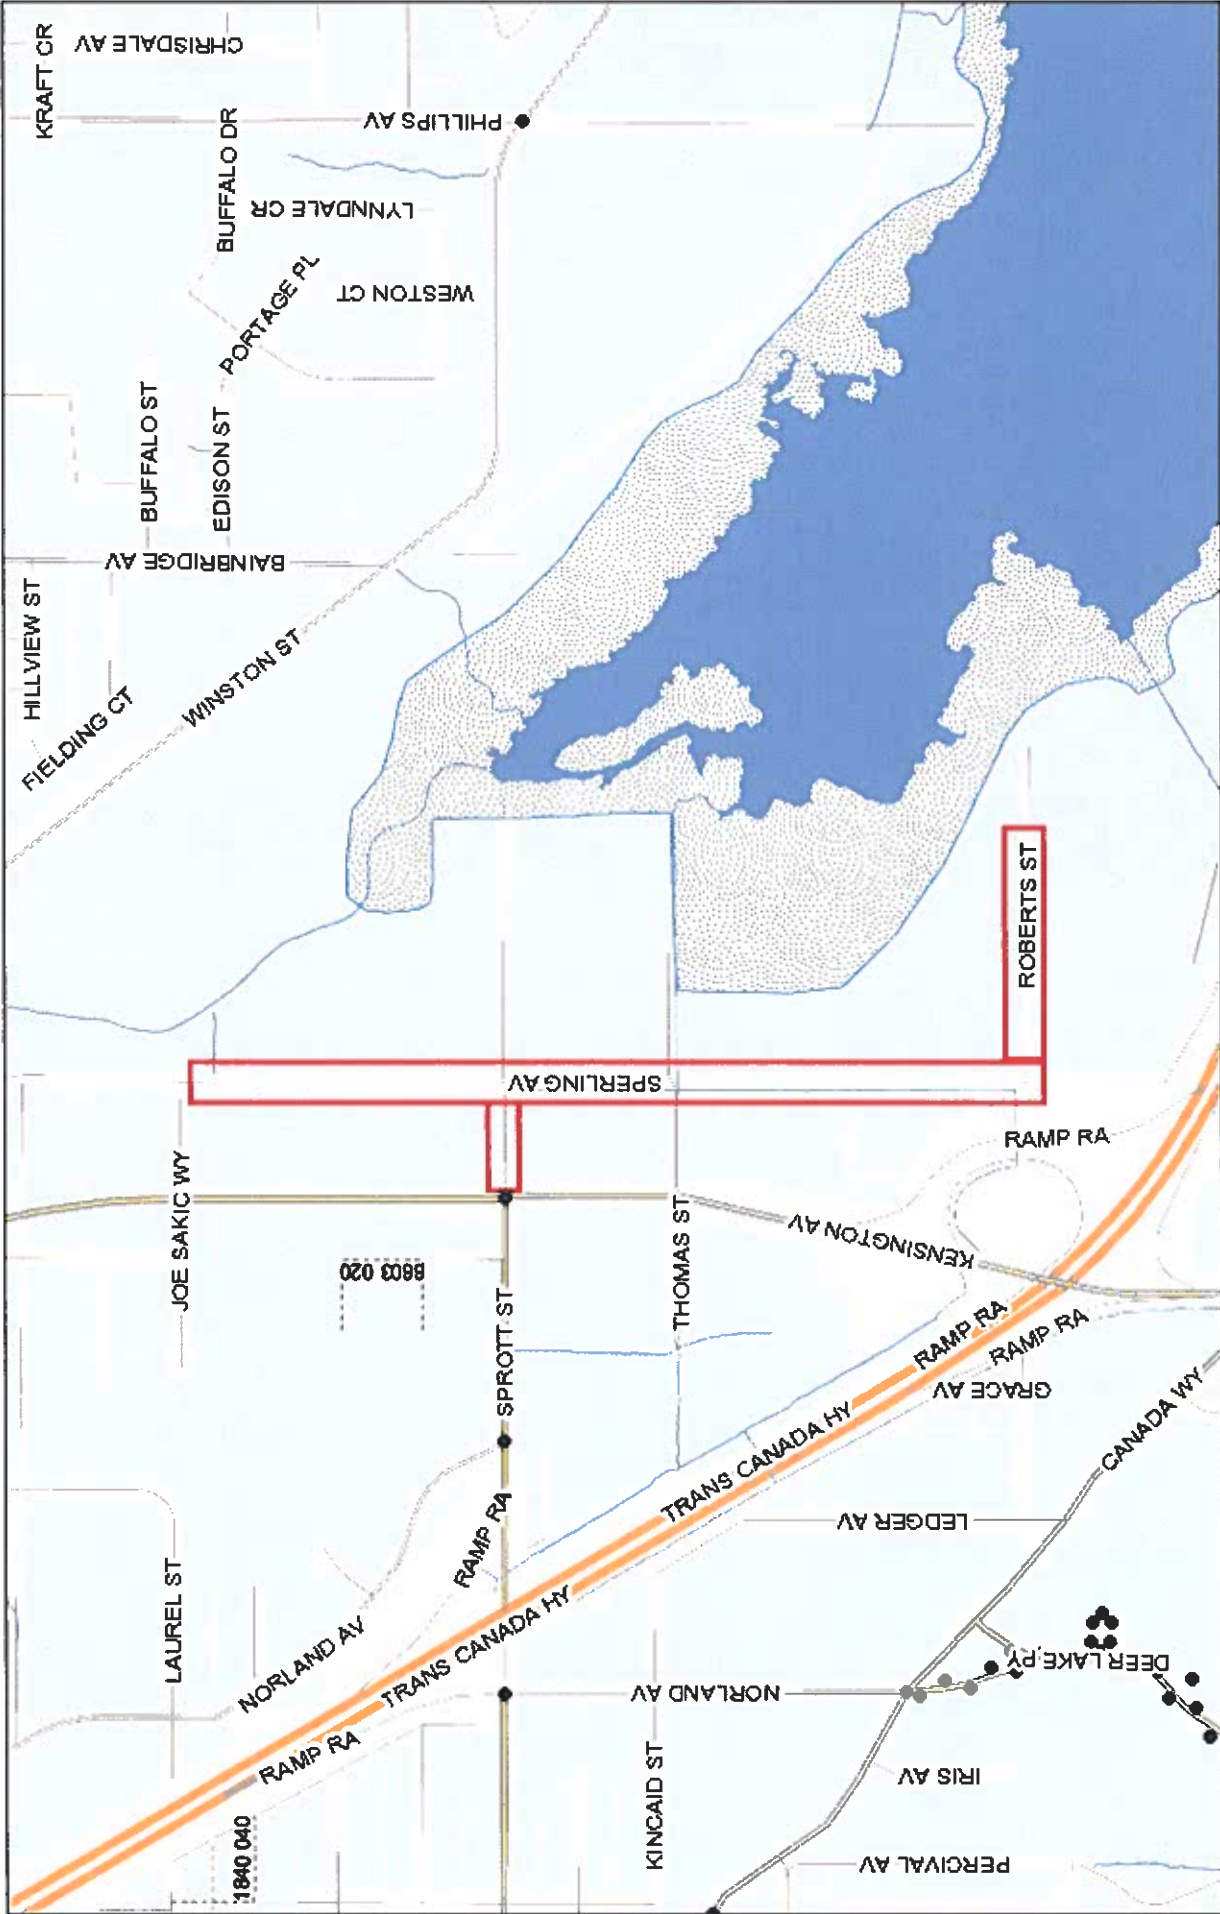 KRAFT CR
CHRISDALE AV
PHILLIPS AV
BUFFALO DR
LYNNDALE CR
PORTAGE PL
WESTON CT
BUFFALO ST
EDISON ST
BAINBRIDGE AV
HILLVIEW ST
FIELDING CT
WINSTON ST
ROBERTS ST
SPERLING AV
JOE SAKIC WY
RAMP RA
KENSINGTON AV
THOMAS ST
8603 020
SPROTT ST
RAMP RA
RAMP RA
GRACE AV
CANADA WY
TRANS CANADA HY
LEDGER AV
RAMP RA
LAUREL ST
NORLAND AV
TRANS CANADA HY
DEER LAKE PY
NORLAND AV
RAMP RA
KINCAID ST
IRIS AV
PERCIVAL AV
1840 040